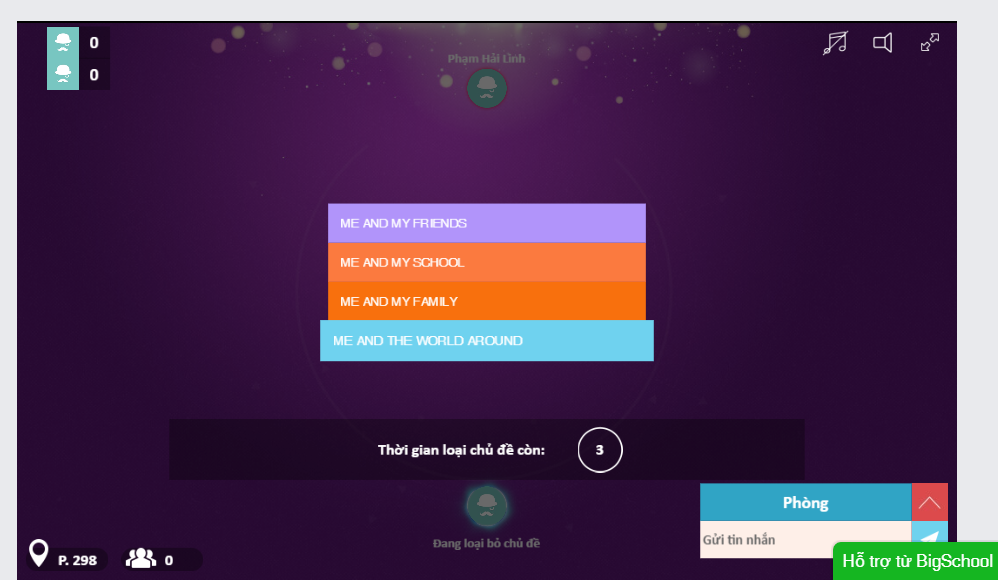 0
0
Phạm Hải Linh
ME AND MY FRIENDS
ME AND MY SCHOOL
ME AND MY FAMILY
ME AND THE WORLD AROUND
Thời gian loại chủ đề còn:
3
Đang loại bỏ chủ đề
P. 298
0
Phòng
Gửi tin nhắn
Hỗ trợ từ BigSchool